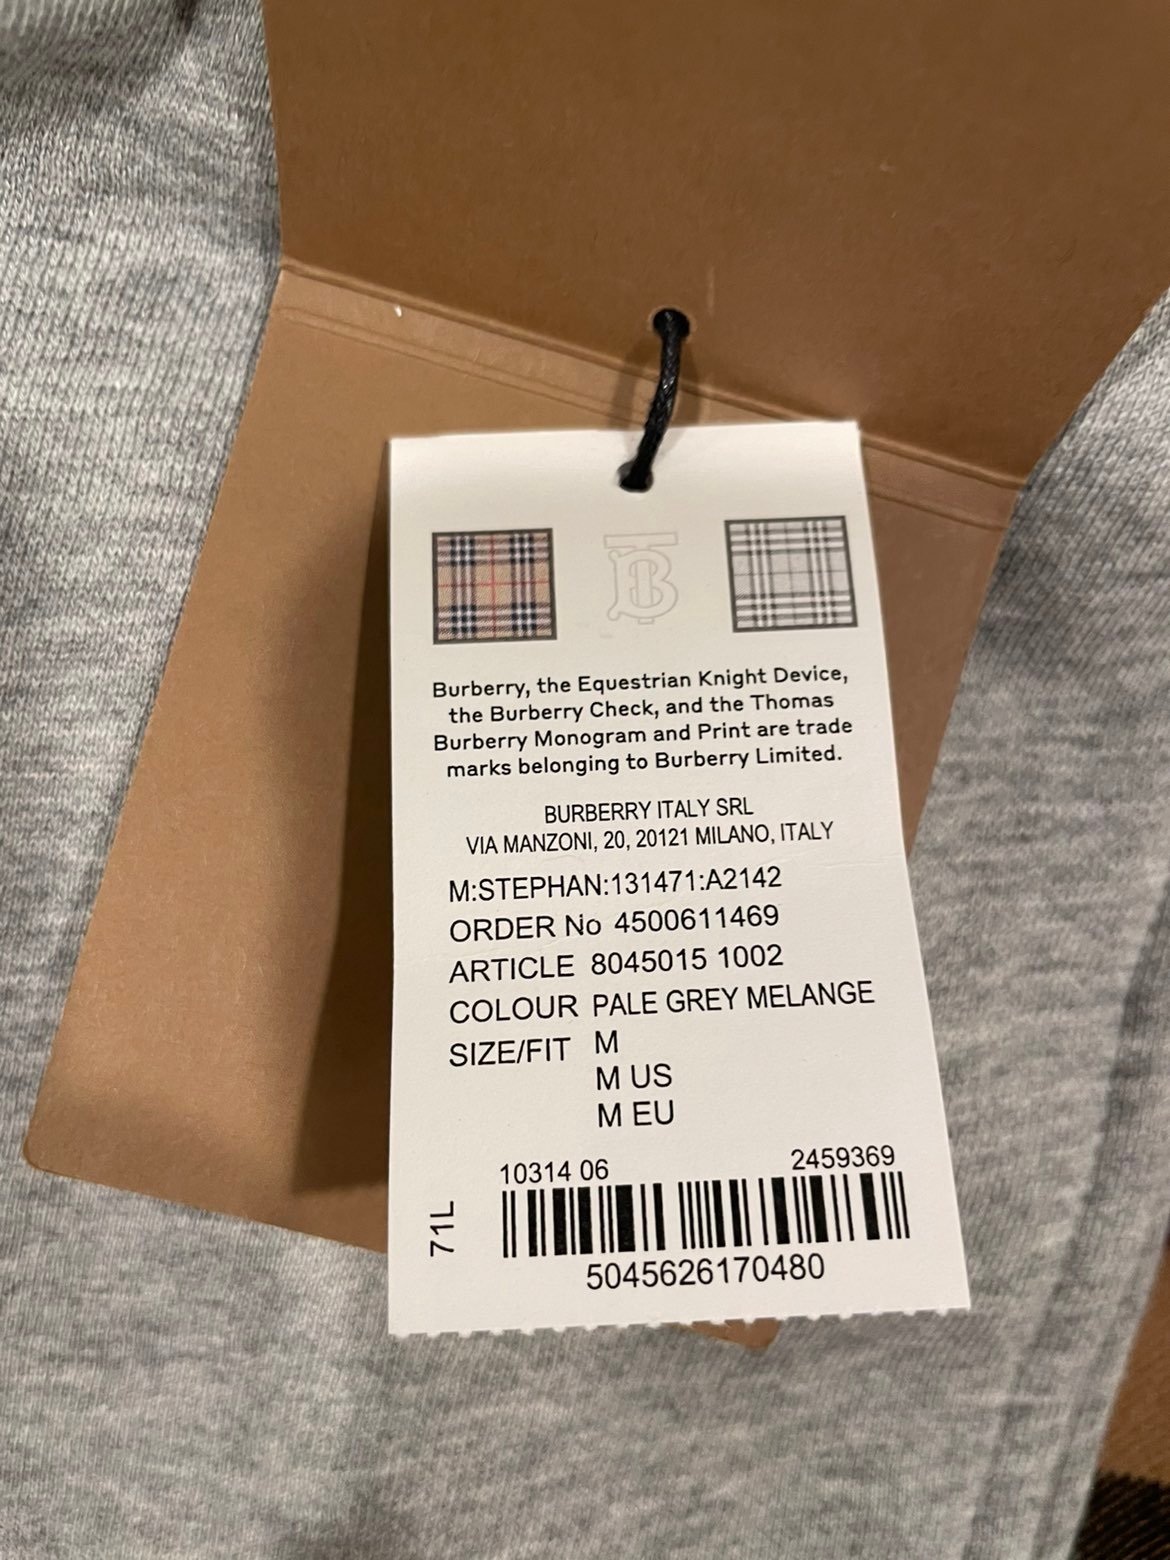 Burberry, the Equestrian Knight Device,
the Burberry Check, and the Thomas
Burberry Monogram and Print are trade
marks belonging to Burberry Limited.
BURBERRY ITALY SRL
VIA MANZONI, 20, 20121 MILANO, ITALY
M:STEPHAN:131471:A2142
ORDER No 4500611469
ARTICLE 8045015 1002
COLOUR PALE GREY MELANGE
SIZE/FIT M
M US
M EU
10314 06 2459369
71L
5045626170480